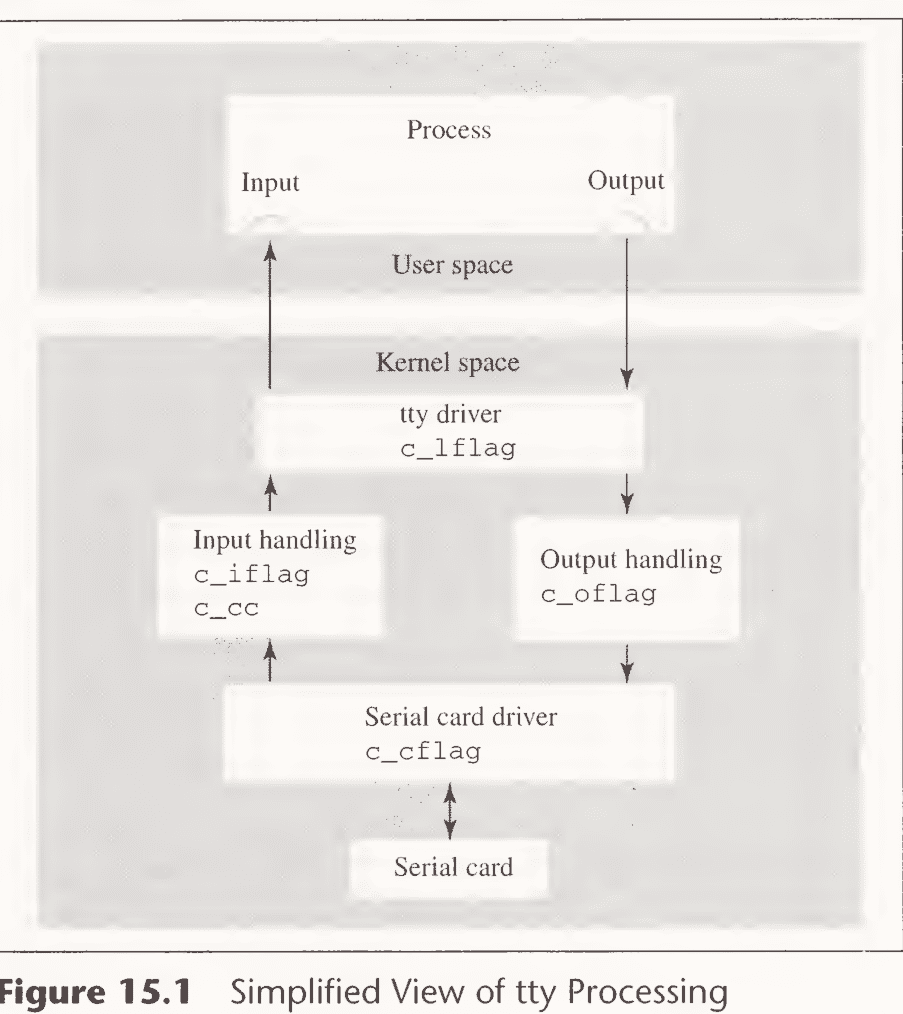 Process
Input Output
User space
Kernel space
tty driver
c_lflag
Input handling
c_iflag
c_cc
Output handling
c_oflag
Serial card driver
c_cflag
Serial card
Figure 15.1 Simplified View of tty Processing